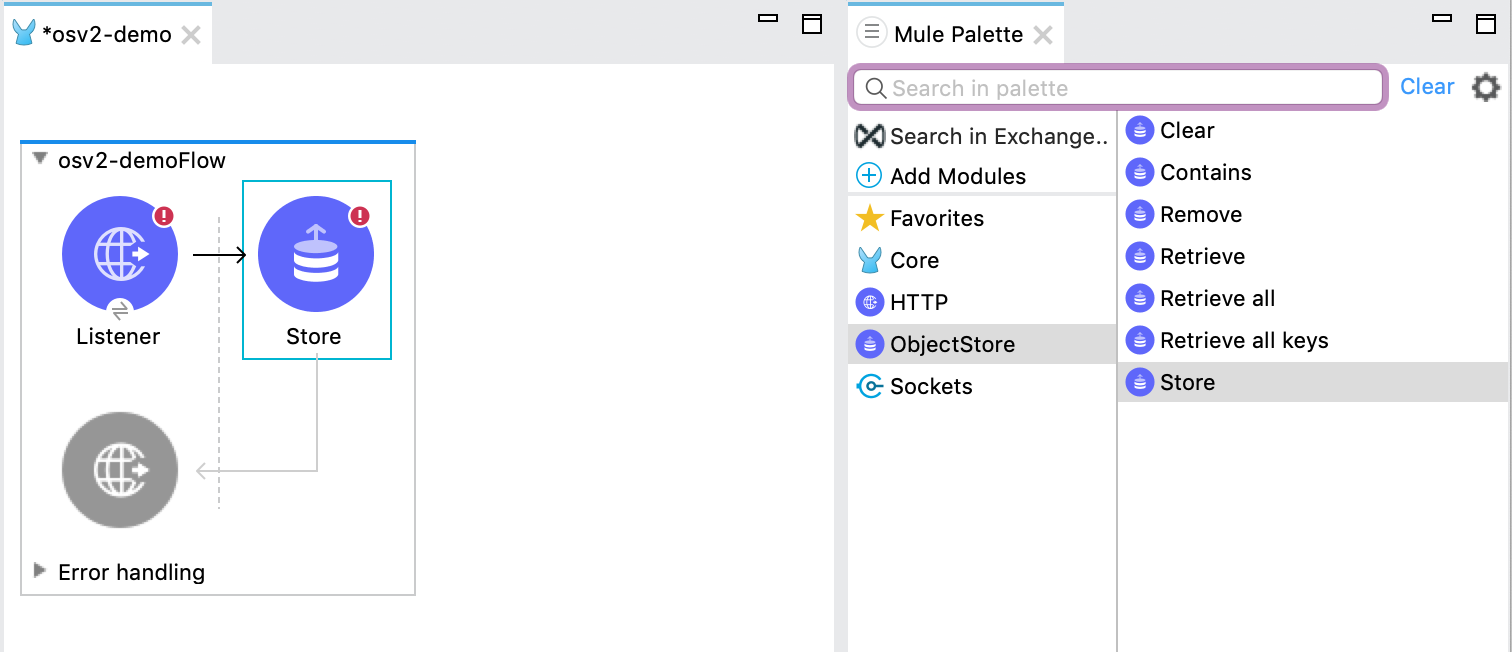 *osv2-demo
osv2-demoFlow
Listener
Store
Error handling
Mule Palette
Search in palette
Clear
Search in Exchange..
Add Modules
Favorites
Core
HTTP
ObjectStore
Sockets
Clear
Contains
Remove
Retrieve
Retrieve all
Retrieve all keys
Store